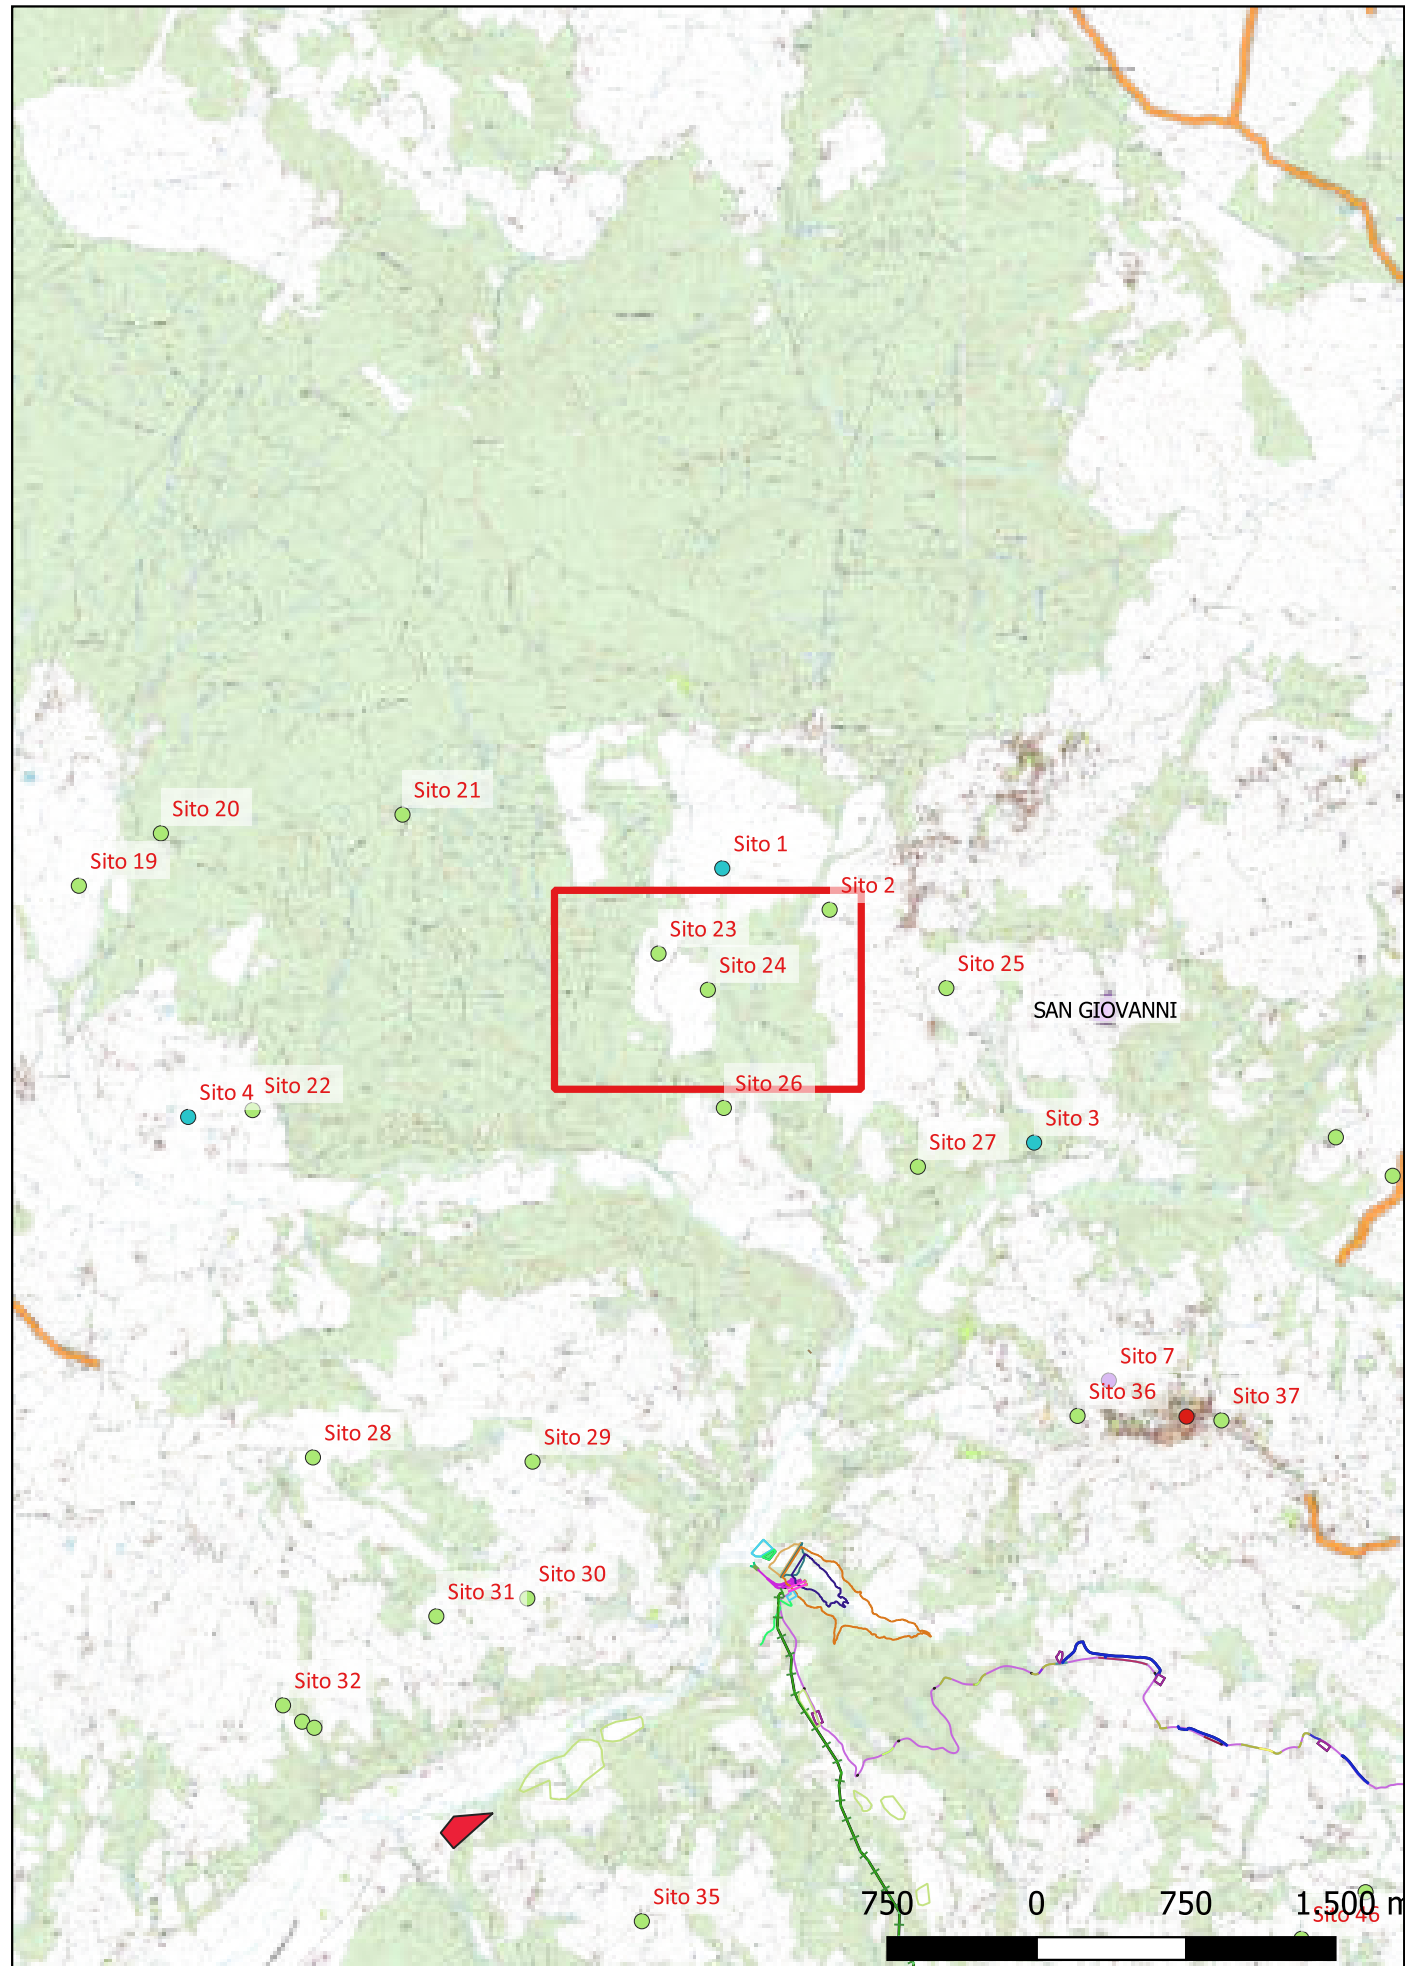 Sito 21
Sito 20
Sito 1
Sito 19
Sito 2
Sito 23
Sito 24
Sito 25
SAN GIOVANNI
Sito 4
Sito 22
Sito 26
Sito 3
Sito 27
Sito 7
Sito 36
Sito 37
Sito 28
Sito 29
Sito 30
Sito 31
Sito 32
Sito 35
750 0 750 1.500 m
Sito 46